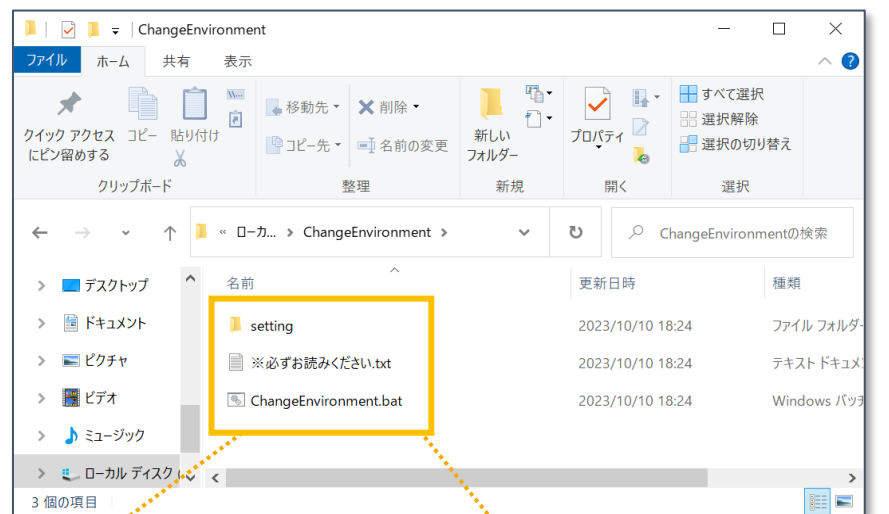 ChangeEnvironment
ファイル ホーム 共有 表示
クイック アクセス
にピン留めする
コピー
貼り付け
移動先
コピー先
削除
名前の変更
新しい
フォルダー
プロパティ
すべて選択
選択解除
選択の切り替え
クリップボード 整理 新規 開く 選択
« ローカ... > ChangeEnvironment >
ChangeEnvironmentの検索
デスクトップ
ドキュメント
ピクチャ
ビデオ
ミュージック
ローカル ディスク (
名前 更新日時 種類
setting 2023/10/10 18:24 ファイル フォルダー
※必ずお読みください.txt 2023/10/10 18:24 テキスト ドキュメ
ChangeEnvironment.bat 2023/10/10 18:24 Windows バッチ
3 個の項目